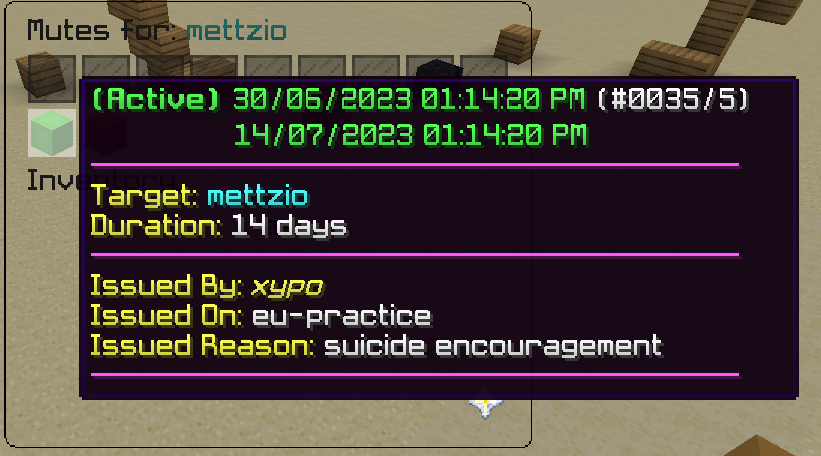 Mutes for: mettzio
(Active) 30/06/2023 01:14:20 PM (#0035/5)
14/07/2023 01:14:20 PM
Inventory
Target: mettzio
Duration: 14 days
Issued By: xypo
Issued On: eu-practice
Issued Reason: suicide encouragement